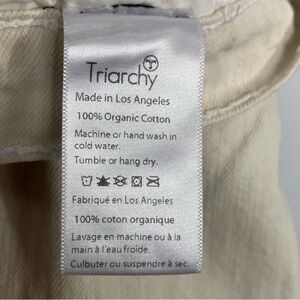 Triarchy
Made in Los Angeles
100% Organic Cotton
Machine or hand wash in
cold water.
Tumble or hang dry.
Fabriqué en Los Angeles
100% coton organique
Lavage en machine ou à la
main à l'eau froide.
Culbuter ou suspendre à sec.